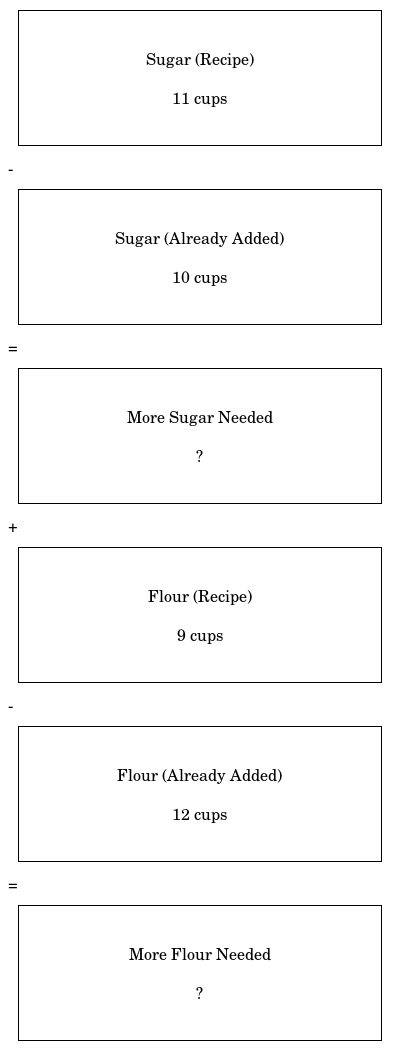 Sugar (Recipe)
11 cups
-
Sugar (Already Added)
10 cups
=
More Sugar Needed
?
+
Flour (Recipe)
9 cups
-
Flour (Already Added)
12 cups
=
More Flour Needed
?